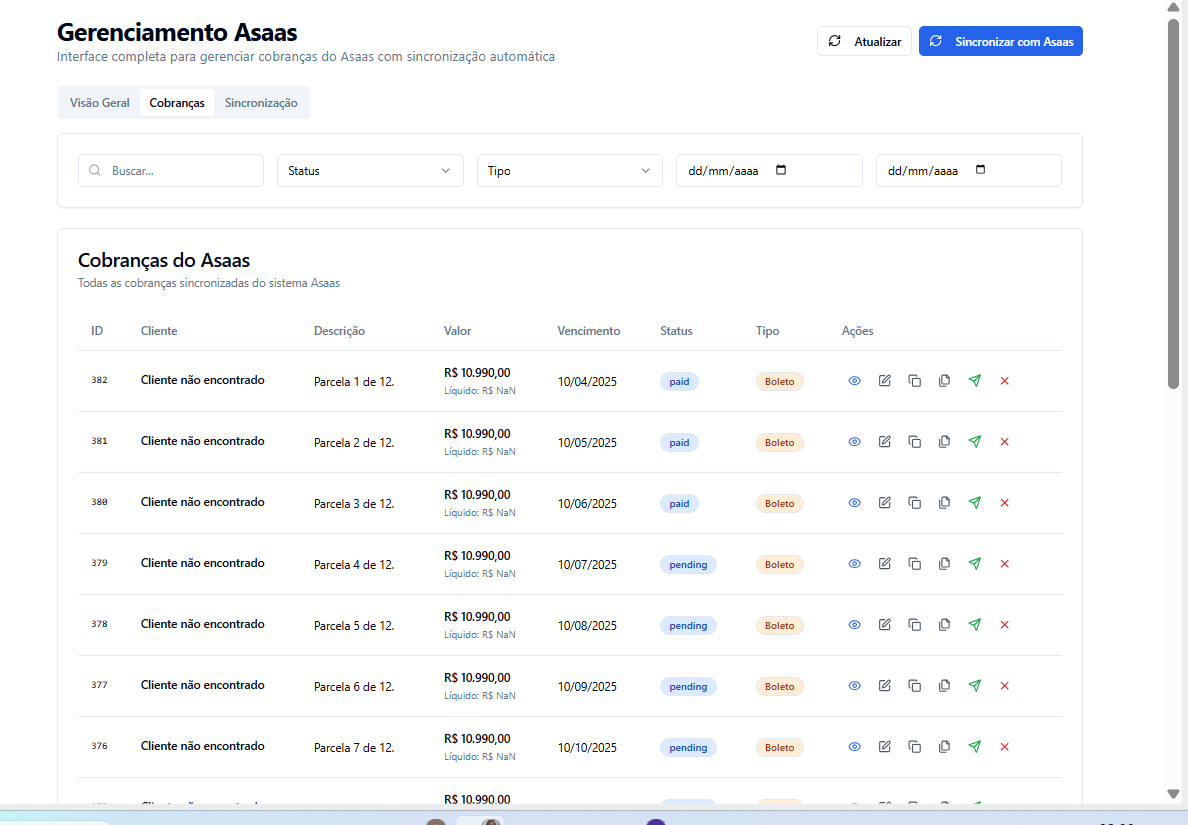 Gerenciamento Asaas
Interface completa para gerenciar cobranças do Asaas com sincronização automática
Atualizar
Sincronizar com Asaas
Visão Geral Cobranças Sincronização
Buscar... Status Tipo dd/mm/aaaa dd/mm/aaaa
Cobranças do Asaas
Todas as cobranças sincronizadas do sistema Asaas
ID Cliente Descrição Valor Vencimento Status Tipo Ações
382 Cliente não encontrado Parcela 1 de 12. R$ 10.990,00 10/04/2025 paid Boleto
Líquido: R$ NaN
381 Cliente não encontrado Parcela 2 de 12. R$ 10.990,00 10/05/2025 paid Boleto
Líquido: R$ NaN
380 Cliente não encontrado Parcela 3 de 12. R$ 10.990,00 10/06/2025 paid Boleto
Líquido: R$ NaN
379 Cliente não encontrado Parcela 4 de 12. R$ 10.990,00 10/07/2025 pending Boleto
Líquido: R$ NaN
378 Cliente não encontrado Parcela 5 de 12. R$ 10.990,00 10/08/2025 pending Boleto
Líquido: R$ NaN
377 Cliente não encontrado Parcela 6 de 12. R$ 10.990,00 10/09/2025 pending Boleto
Líquido: R$ NaN
376 Cliente não encontrado Parcela 7 de 12. R$ 10.990,00 10/10/2025 pending Boleto
Líquido: R$ NaN
R$ 10.990,00